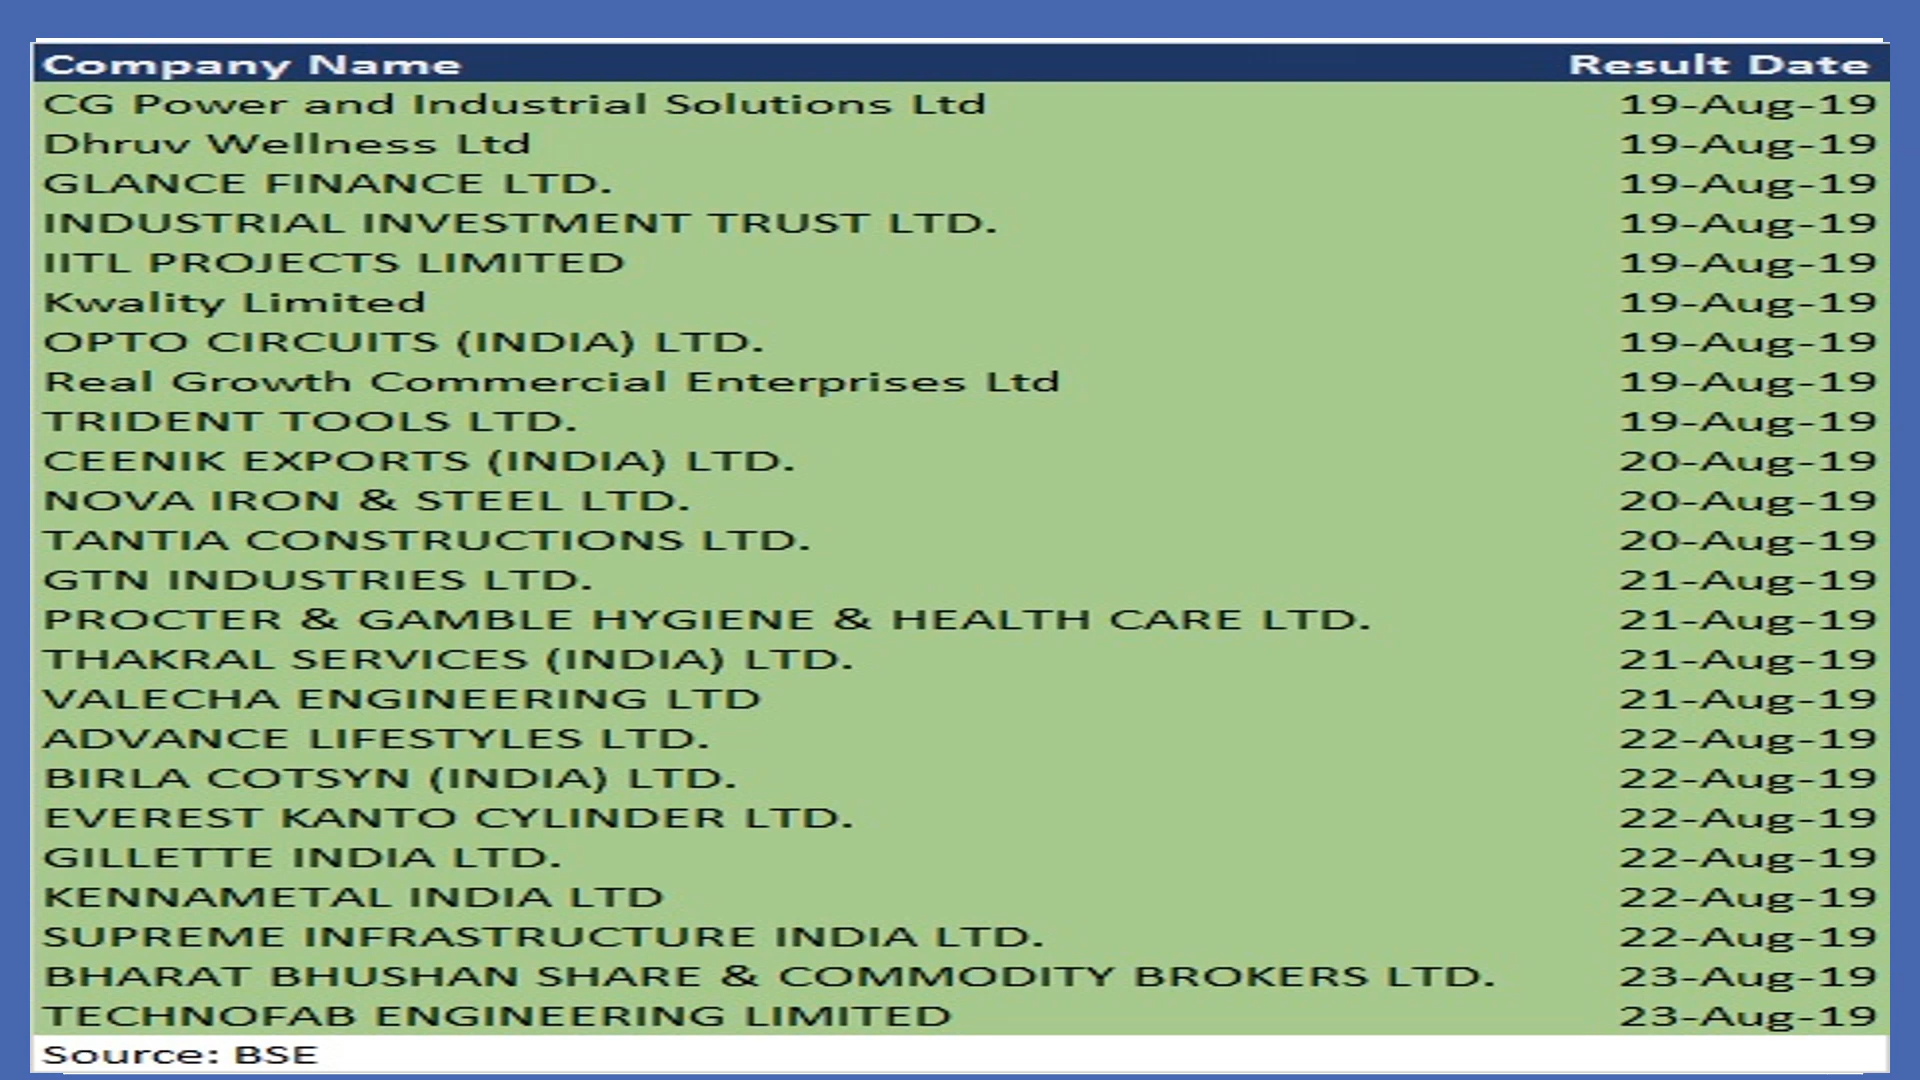 Company Name Result Date
CG Power and Industrial Solutions Ltd 19-Aug-19
Dhruv Wellness Ltd 19-Aug-19
GLANCE FINANCE LTD. 19-Aug-19
INDUSTRIAL INVESTMENT TRUST LTD. 19-Aug-19
IITL PROJECTS LIMITED 19-Aug-19
Kwality Limited 19-Aug-19
OPTO CIRCUITS (INDIA) LTD. 19-Aug-19
Real Growth Commercial Enterprises Ltd 19-Aug-19
TRIDENT TOOLS LTD. 19-Aug-19
CEENIK EXPORTS (INDIA) LTD. 20-Aug-19
NOVA IRON & STEEL LTD. 20-Aug-19
TANTIA CONSTRUCTIONS LTD. 20-Aug-19
GTN INDUSTRIES LTD. 21-Aug-19
PROCTER & GAMBLE HYGIENE & HEALTH CARE LTD. 21-Aug-19
THAKRAL SERVICES (INDIA) LTD. 21-Aug-19
VALECHA ENGINEERING LTD 21-Aug-19
ADVANCE LIFESTYLES LTD. 22-Aug-19
BIRLA COTSYN (INDIA) LTD. 22-Aug-19
EVEREST KANTO CYLINDER LTD. 22-Aug-19
GILLETTE INDIA LTD. 22-Aug-19
KENNAMETAL INDIA LTD 22-Aug-19
SUPREME INFRASTRUCTURE INDIA LTD. 22-Aug-19
BHARAT BHUSHAN SHARE & COMMODITY BROKERS LTD. 23-Aug-19
TECHNOFAB ENGINEERING LIMITED 23-Aug-19
Source: BSE